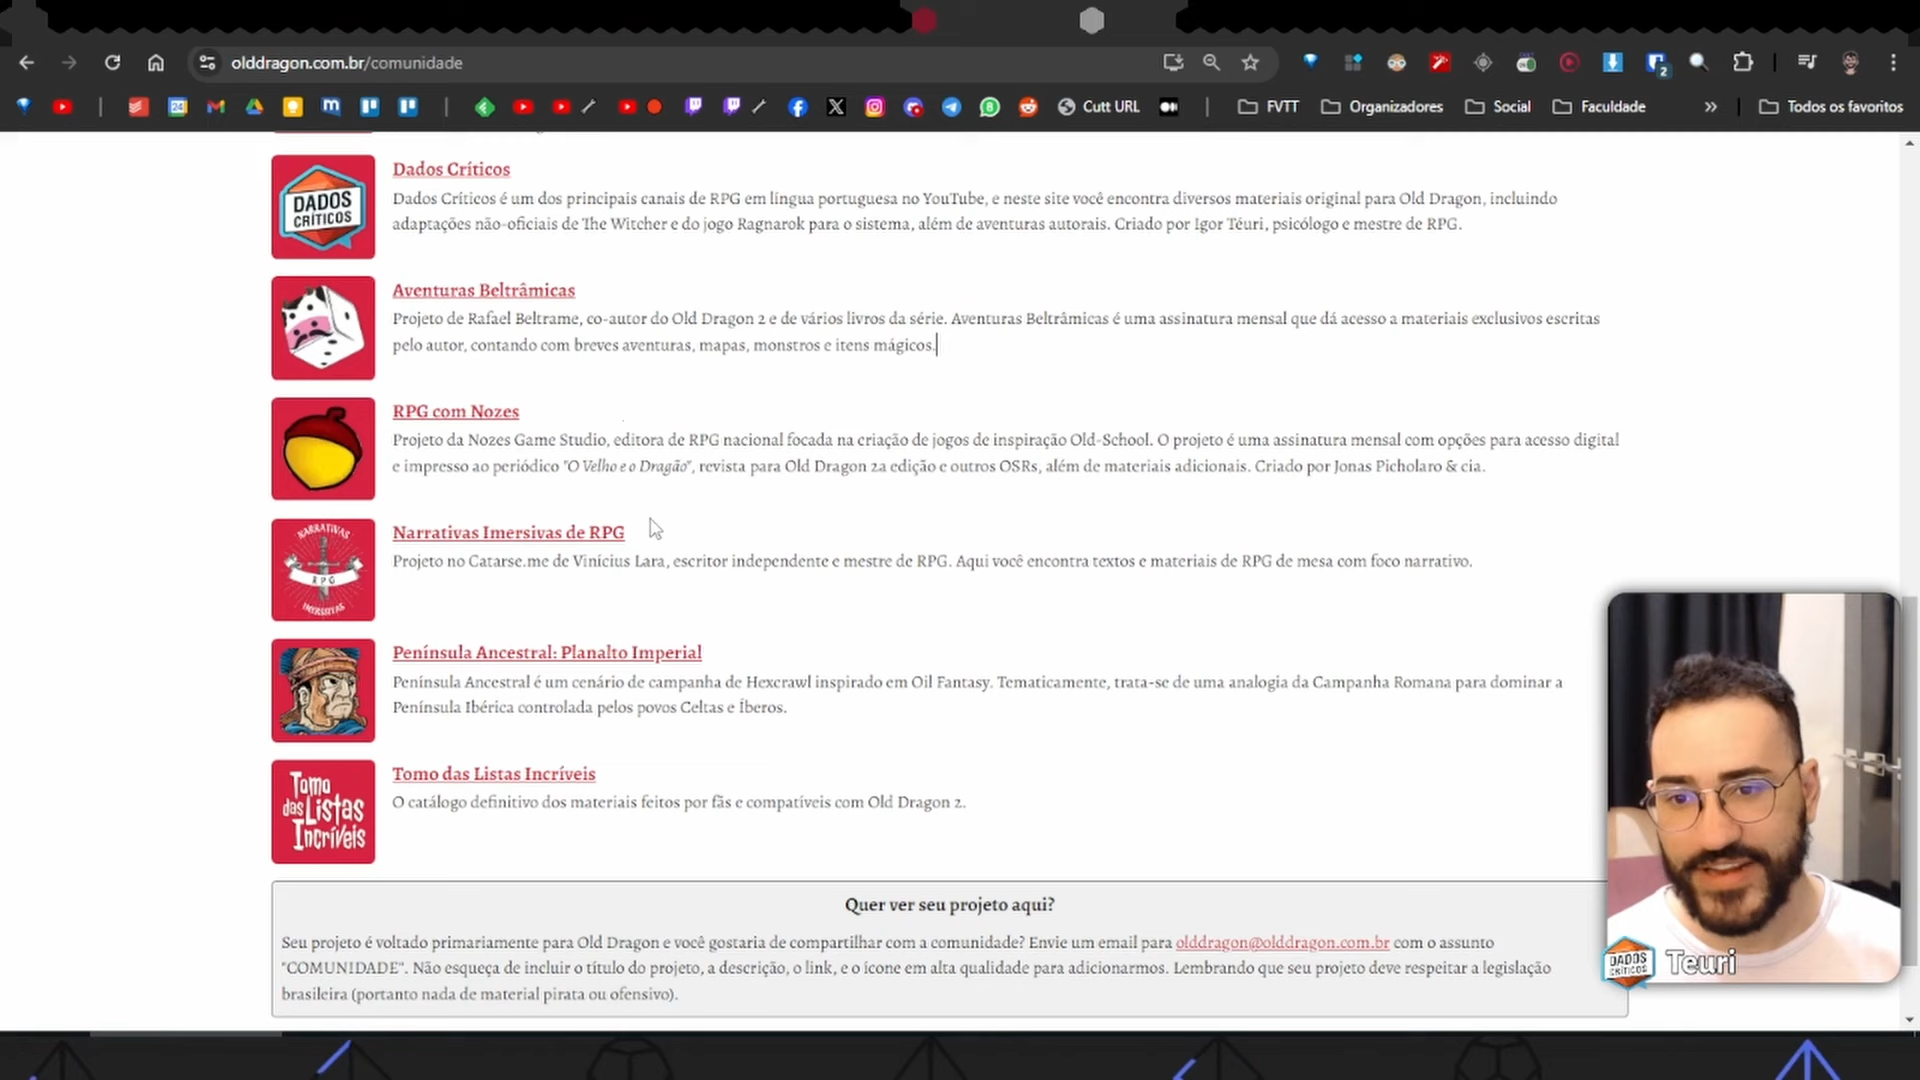 olddragon.com.br/comunidade
2
8
Cutt URL
FVTT
Organizadores
Social
Faculdade
Todos os favoritos
DADOS
CRÍTICOS
Dados Críticos
Dados Críticos é um dos principais canais de RPG em língua portuguesa no YouTube, e neste site você encontra diversos materiais original para Old Dragon, incluindo
adaptações não-oficiais de The Witcher e do jogo Ragnarok para o sistema, além de aventuras autorais. Criado por Igor Téuri, psicólogo e mestre de RPG.
Aventuras Beltrâmicas
Projeto de Rafael Beltrame, co-autor do Old Dragon 2 e de vários livros da série. Aventuras Beltrâmicas é uma assinatura mensal que dá acesso a materiais exclusivos escritas
pelo autor, contando com breves aventuras, mapas, monstros e itens mágicos.
RPG com Nozes
Projeto da Nozes Game Studio, editora de RPG nacional focada na criação de jogos de inspiração Old-School. O projeto é uma assinatura mensal com opções para acesso digital
e impresso ao periódico "O Velho e o Dragão", revista para Old Dragon 2a edição e outros OSRs, além de materiais adicionais. Criado por Jonas Picholaro & cia.
NARRATIVAS
RPG
IMERSIVAS
Narrativas Imersivas de RPG
Projeto no Catarse.me de Vinícius Lara, escritor independente e mestre de RPG. Aqui você encontra textos e materiais de RPG de mesa com foco narrativo.
Península Ancestral: Planalto Imperial
Península Ancestral é um cenário de campanha de Hexcrawl inspirado em Oil Fantasy. Tematicamente, trata-se de uma analogia da Campanha Romana para dominar a
Península Ibérica controlada pelos povos Celtas e Íberos.
Tomo
das Listas
Incríveis
Tomo das Listas Incríveis
O catálogo definitivo dos materiais feitos por fãs e compatíveis com Old Dragon 2.
Quer ver seu projeto aqui?
Seu projeto é voltado primariamente para Old Dragon e você gostaria de compartilhar com a comunidade? Envie um email para olddragon@olddragon.com.br com o assunto
"COMUNIDADE". Não esqueça de incluir o título do projeto, a descrição, o link, e o ícone em alta qualidade para adicionarmos. Lembrando que seu projeto deve respeitar a legislação
brasileira (portanto nada de material pirata ou ofensivo).
DADOS
CRÍTICOS
Teuri